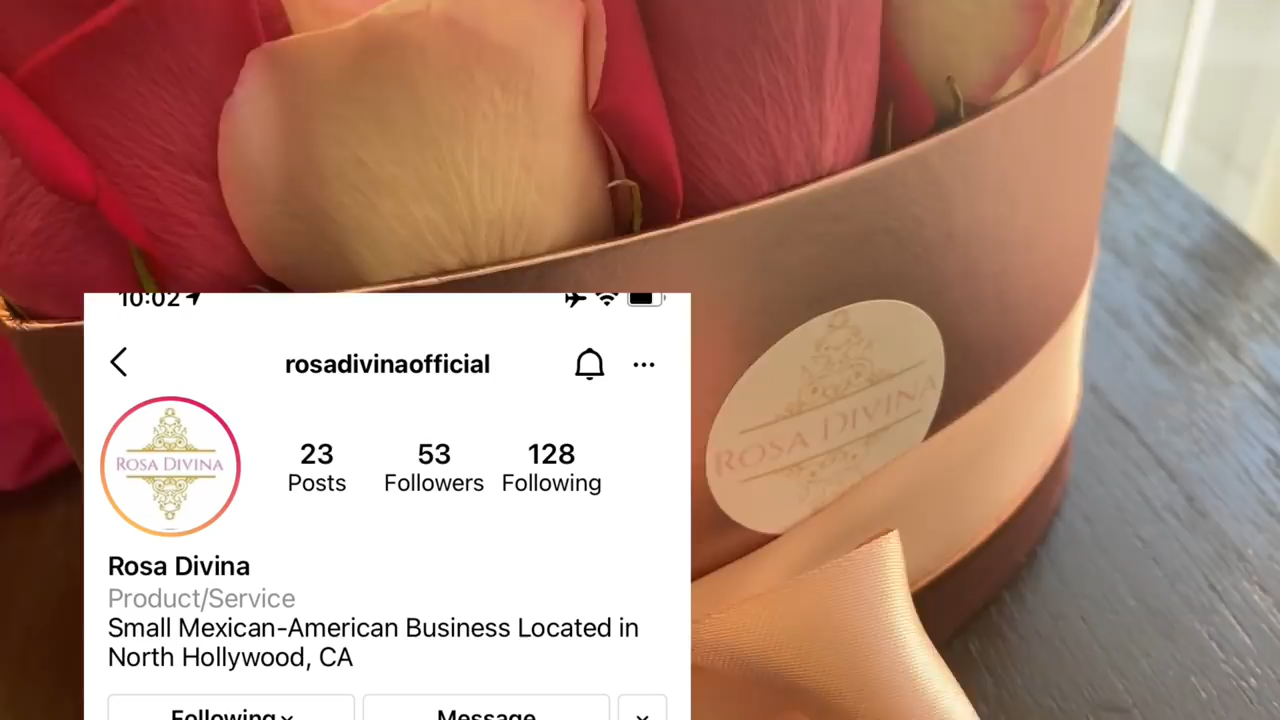 10:02
rosadivinaofficial
ROSA DIVINA
23
53
128
Posts
Followers
Following
Rosa Divina
Product/Service
Small Mexican-American Business Located in
North Hollywood, CA
Following
Message
ROSA DIVINA